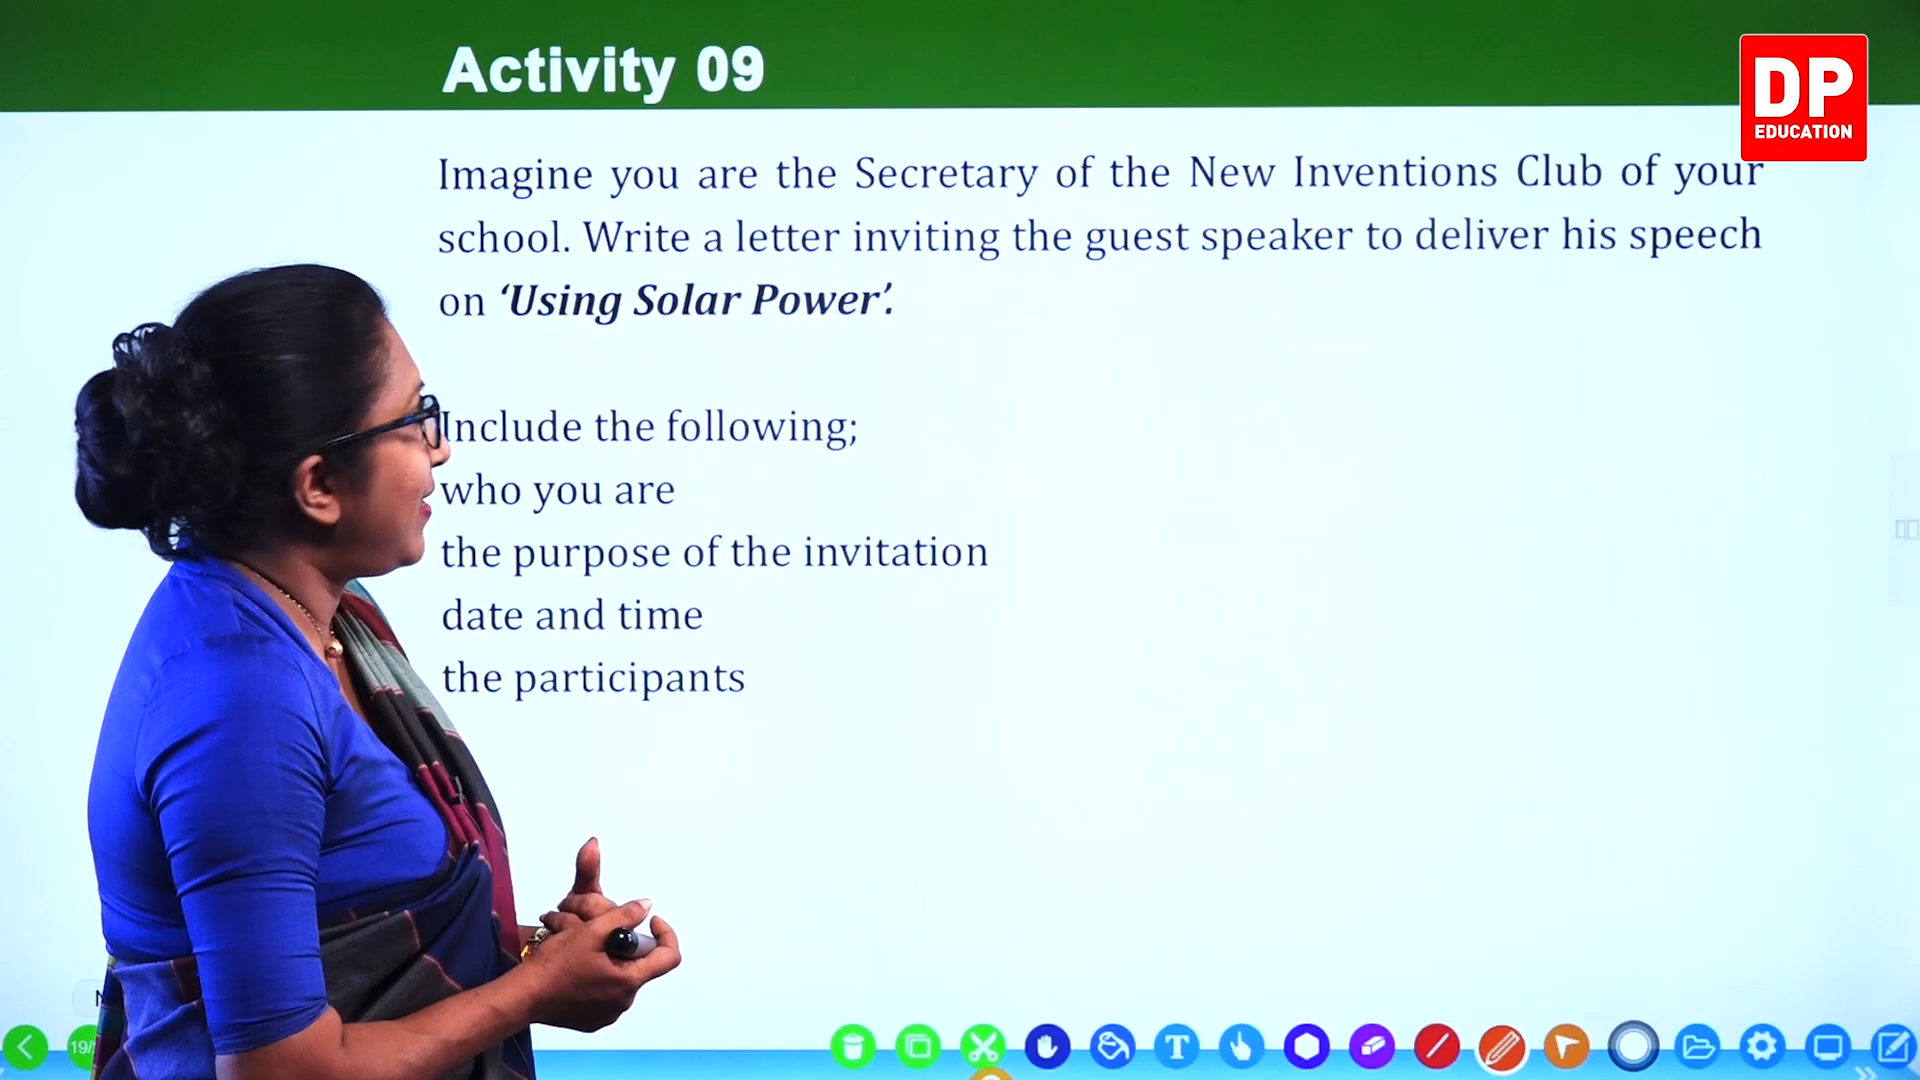 Activity 09
DP
EDUCATION
Imagine you are the Secretary of the New Inventions Club of your
school. Write a letter inviting the guest speaker to deliver his speech
on ‘Using Solar Power’.
Include the following;
who you are
the purpose of the invitation
date and time
the participants
19/
T